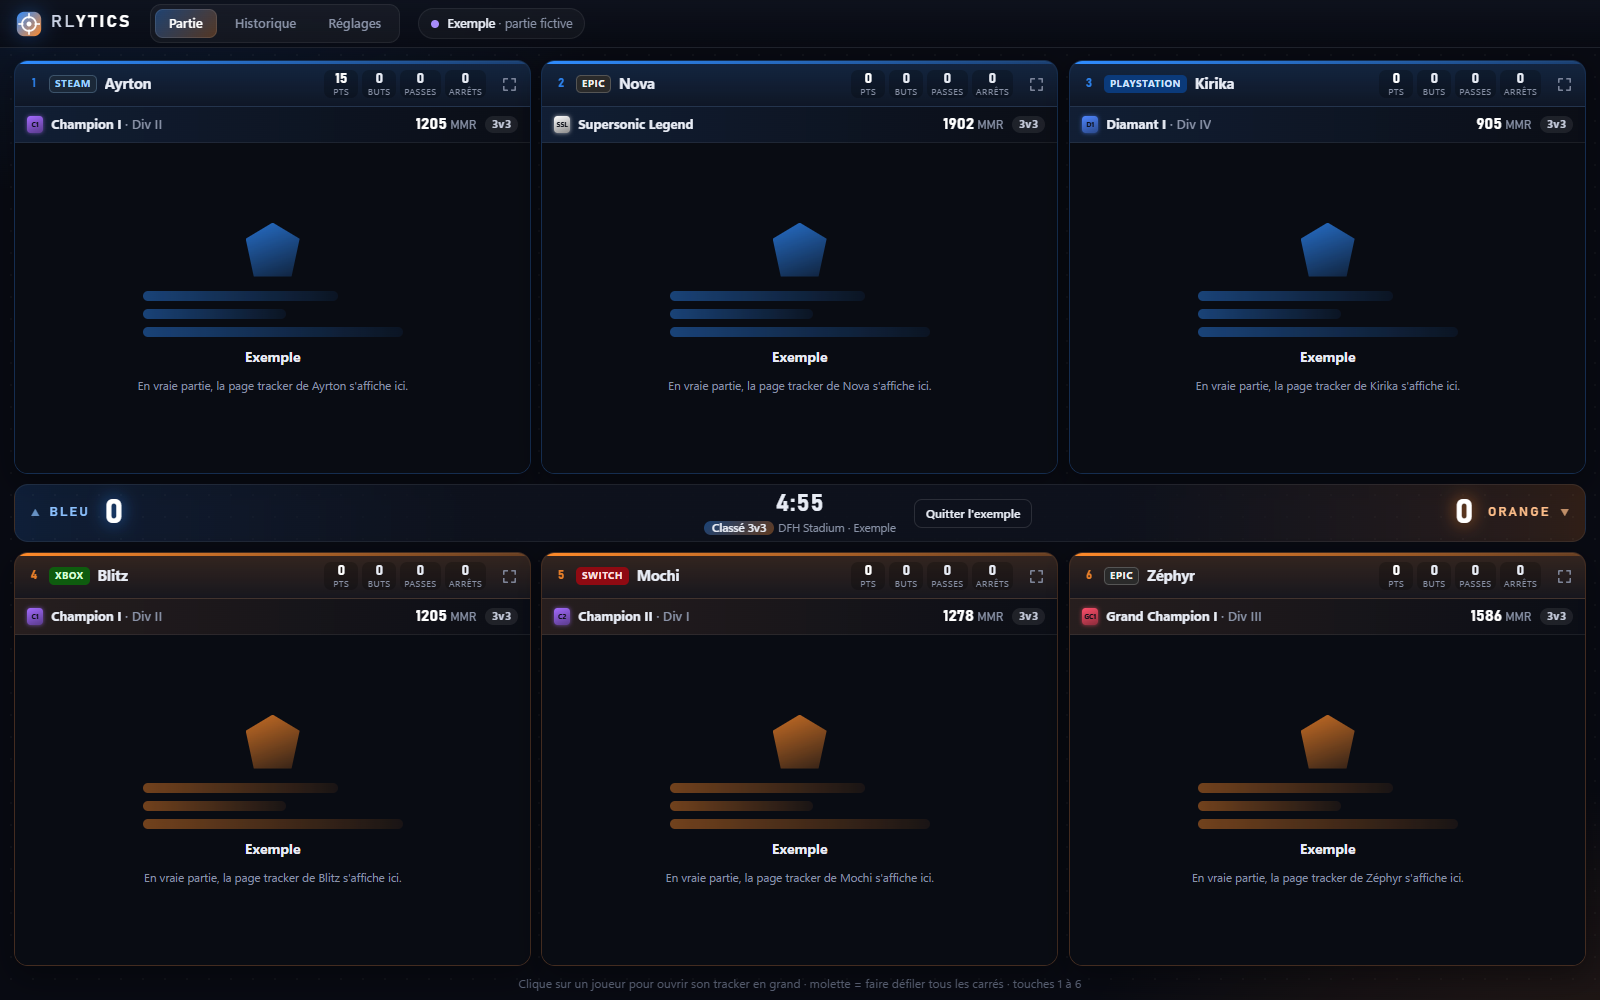 RLYTICS Partie Historique Réglages Exemple · partie fictive
1 STEAM Ayrton 15 PTS 0 BUTS 0 PASSES 0 ARRÊTS
C1 Champion I · Div II 1205 MMR 3v3
Exemple
En vraie partie, la page tracker de Ayrton s'affiche ici.
2 EPIC Nova 0 PTS 0 BUTS 0 PASSES 0 ARRÊTS
SSL Supersonic Legend 1902 MMR 3v3
Exemple
En vraie partie, la page tracker de Nova s'affiche ici.
3 PLAYSTATION Kirika 0 PTS 0 BUTS 0 PASSES 0 ARRÊTS
D1 Diamant I · Div IV 905 MMR 3v3
Exemple
En vraie partie, la page tracker de Kirika s'affiche ici.
▲ BLEU 0
4:55
Classé 3v3 DFH Stadium · Exemple
Quitter l'exemple
0 ORANGE ▼
4 XBOX Blitz 0 PTS 0 BUTS 0 PASSES 0 ARRÊTS
C1 Champion I · Div II 1205 MMR 3v3
Exemple
En vraie partie, la page tracker de Blitz s'affiche ici.
5 SWITCH Mochi 0 PTS 0 BUTS 0 PASSES 0 ARRÊTS
C2 Champion II · Div I 1278 MMR 3v3
Exemple
En vraie partie, la page tracker de Mochi s'affiche ici.
6 EPIC Zéphyr 0 PTS 0 BUTS 0 PASSES 0 ARRÊTS
GC1 Grand Champion I · Div III 1586 MMR 3v3
Exemple
En vraie partie, la page tracker de Zéphyr s'affiche ici.
Clique sur un joueur pour ouvrir son tracker en grand · molette = faire défiler tous les carrés · touches 1 à 6